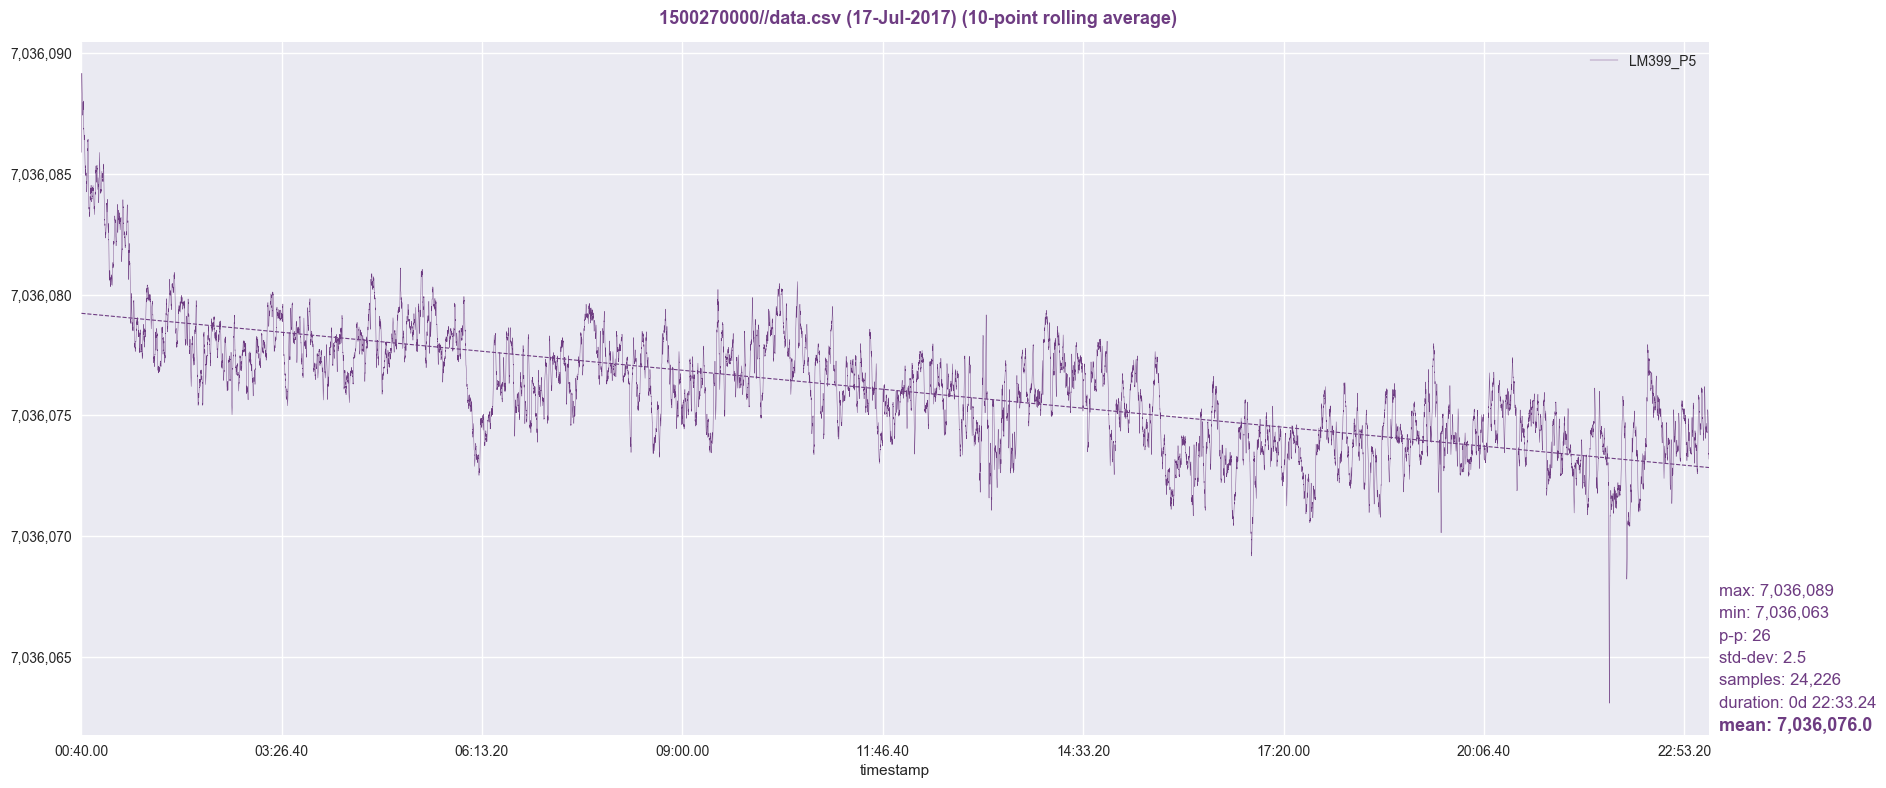 1500270000//data.csv (17-Jul-2017) (10-point rolling average)
LM399_P5
7,036,090
7,036,085
7,036,080
7,036,075
7,036,070
7,036,065
max: 7,036,089
min: 7,036,063
p-p: 26
std-dev: 2.5
samples: 24,226
duration: 0d 22:33.24
mean: 7,036,076.0
00:40.00 03:26.40 06:13.20 09:00.00 11:46.40 14:33.20 17:20.00 20:06.40 22:53.20
timestamp